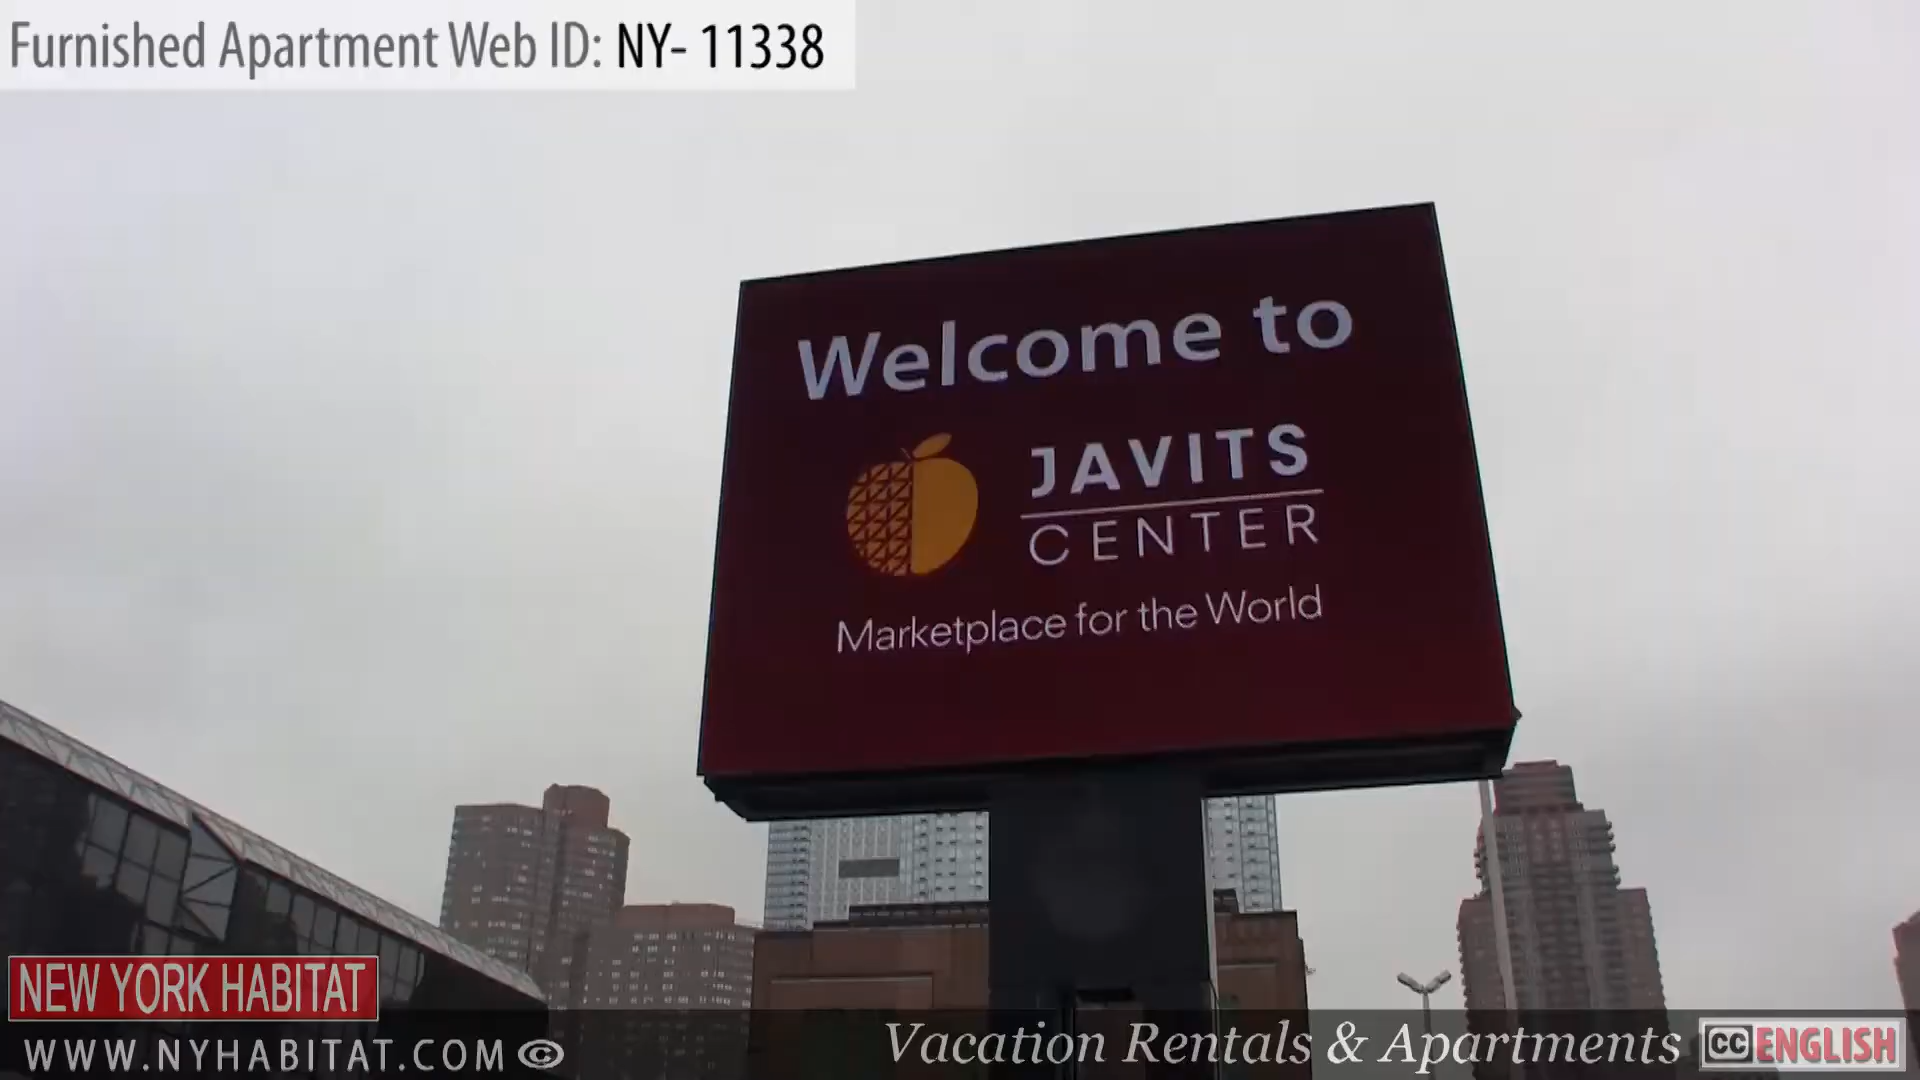 Furnished Apartment Web ID: NY- 11338
Welcome to
JAVITS
CENTER
Marketplace for the World
NEW YORK HABITAT
WWW.NYHABITAT.COM ©
Vacation Rentals & Apartments
CC ENGLISH